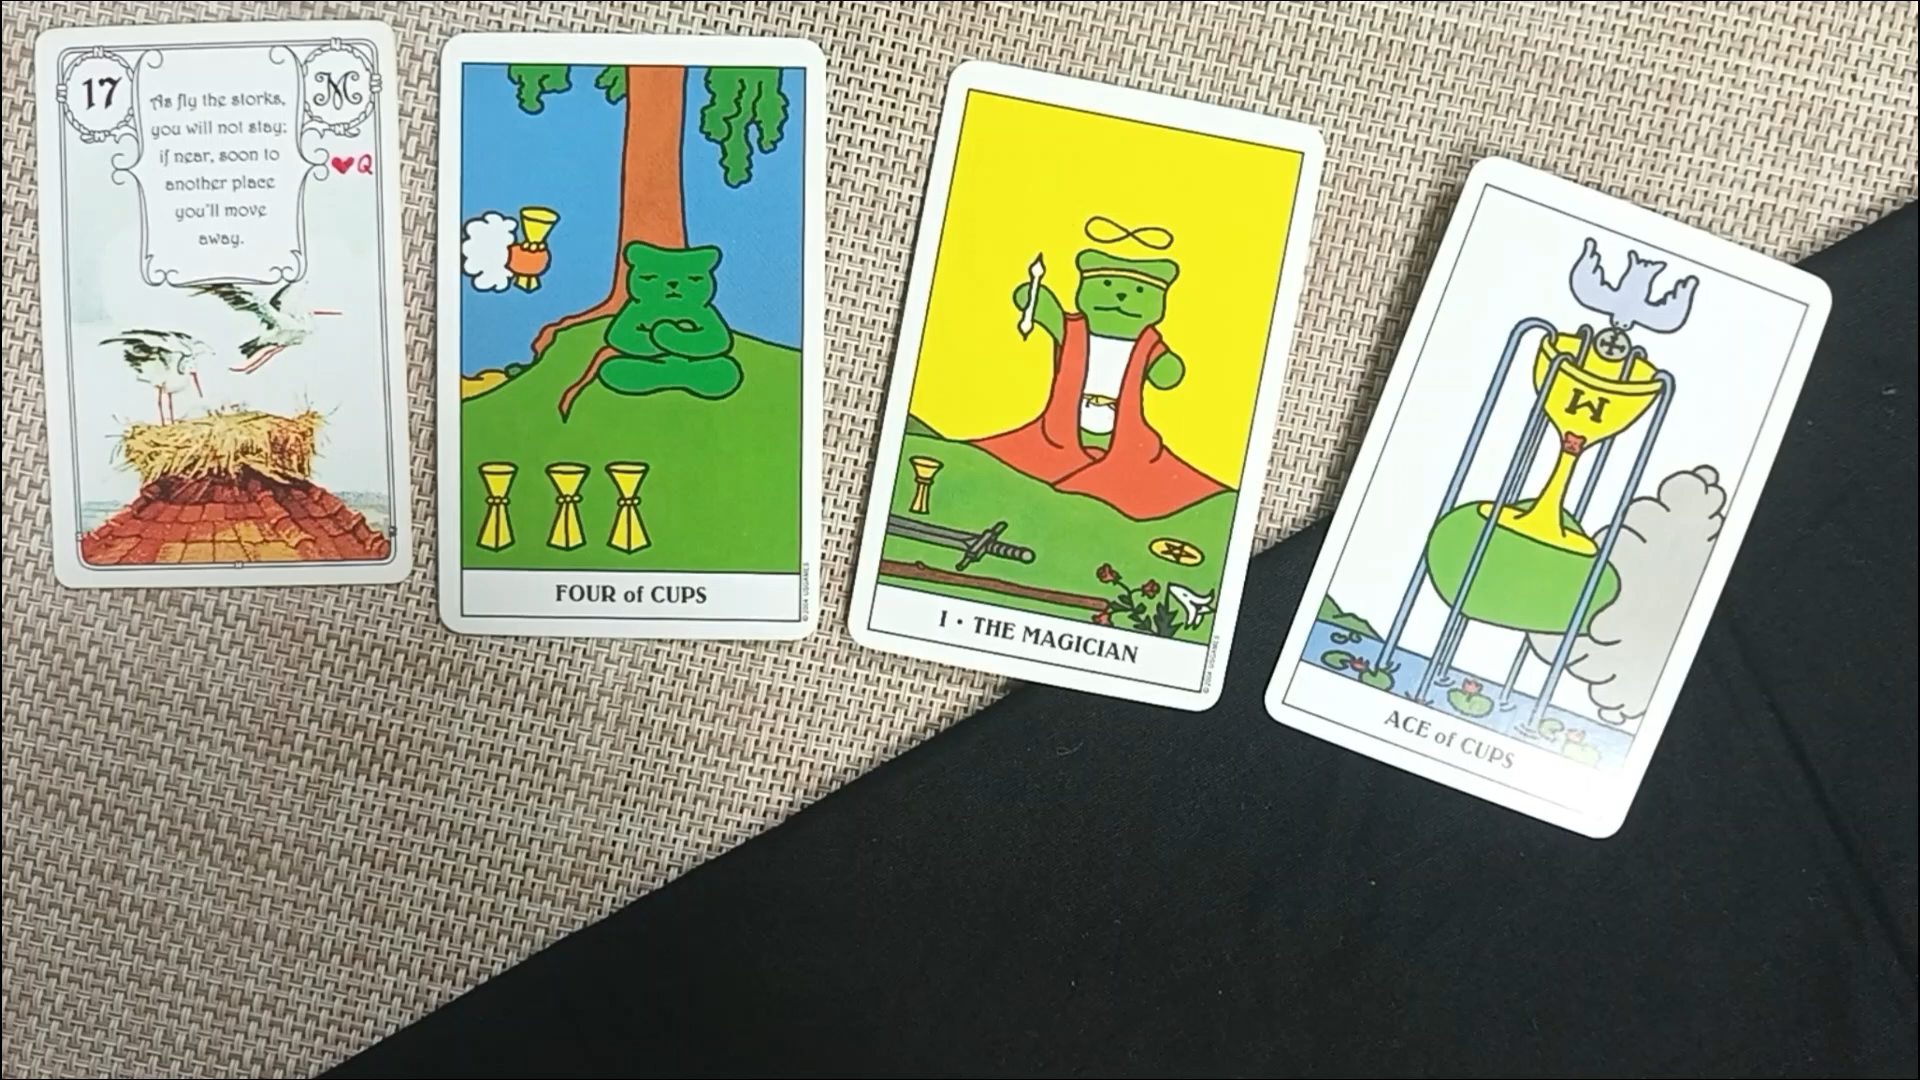 17
As fly the storks,
you will not stay;
if near, soon to
another place
you'll move
away.
Q
FOUR of CUPS
I • THE MAGICIAN
ACE of CUPS
M